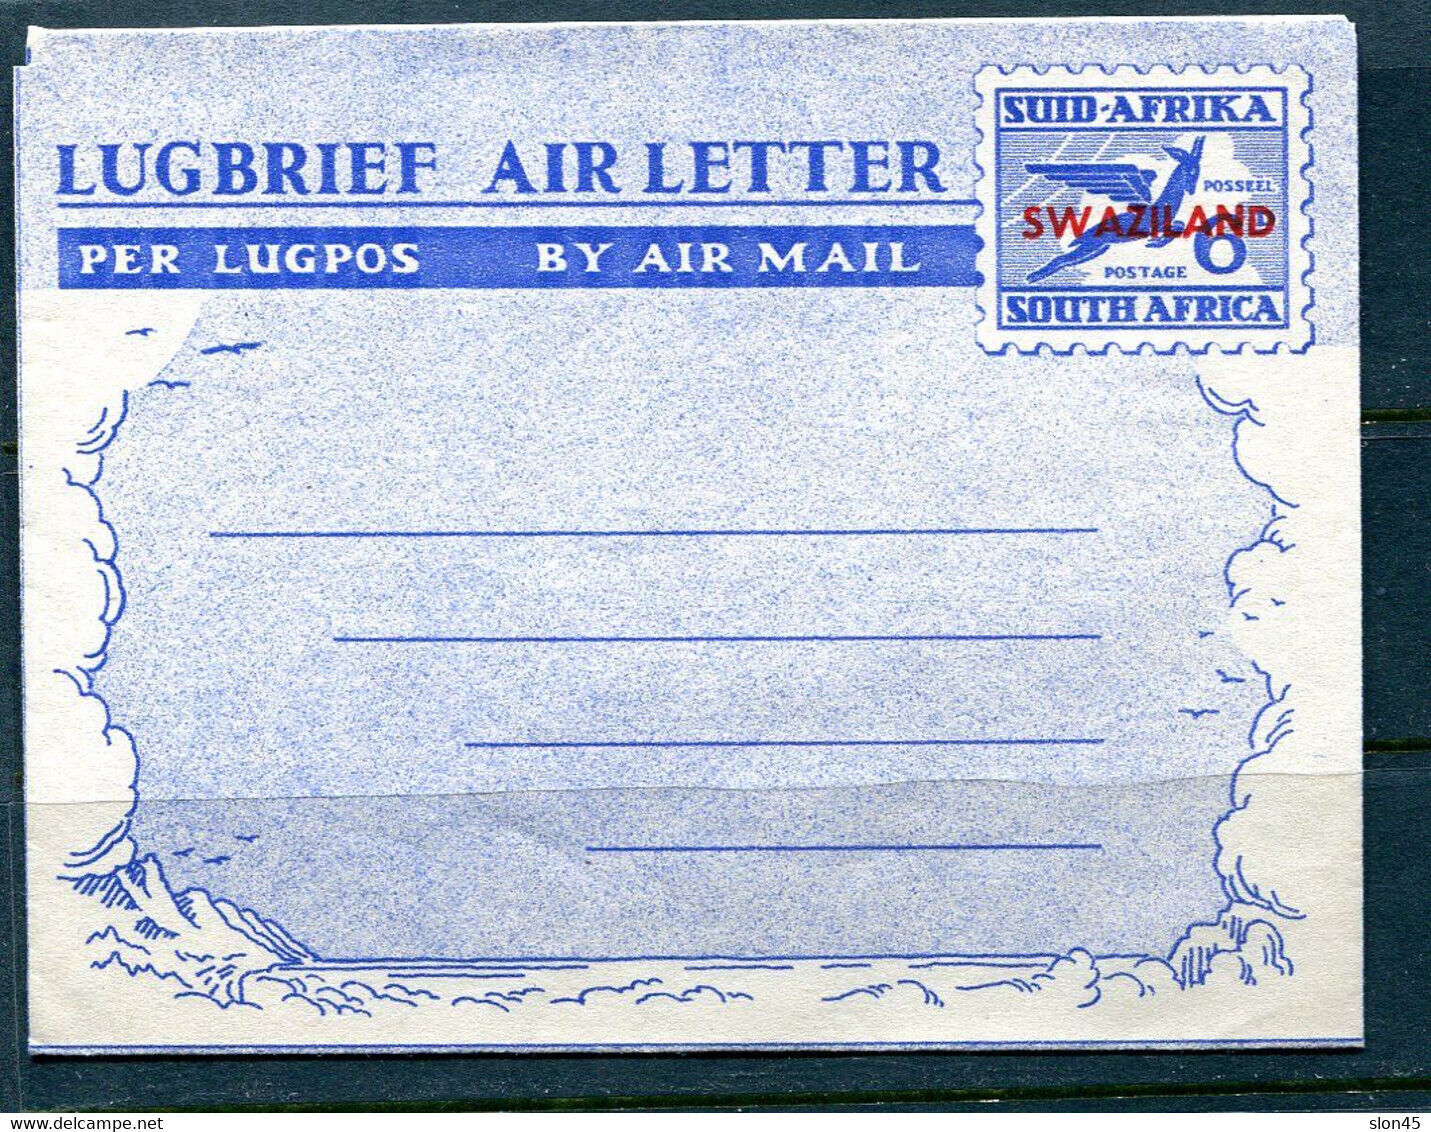 SUID-AFRIKA
LUGBRIEF AIR LETTER
POSSEEL
SWAZILAND
6
PER LUGPOS BY AIR MAIL
POSTAGE
SOUTH AFRICA
www.delcampe.net
slon45